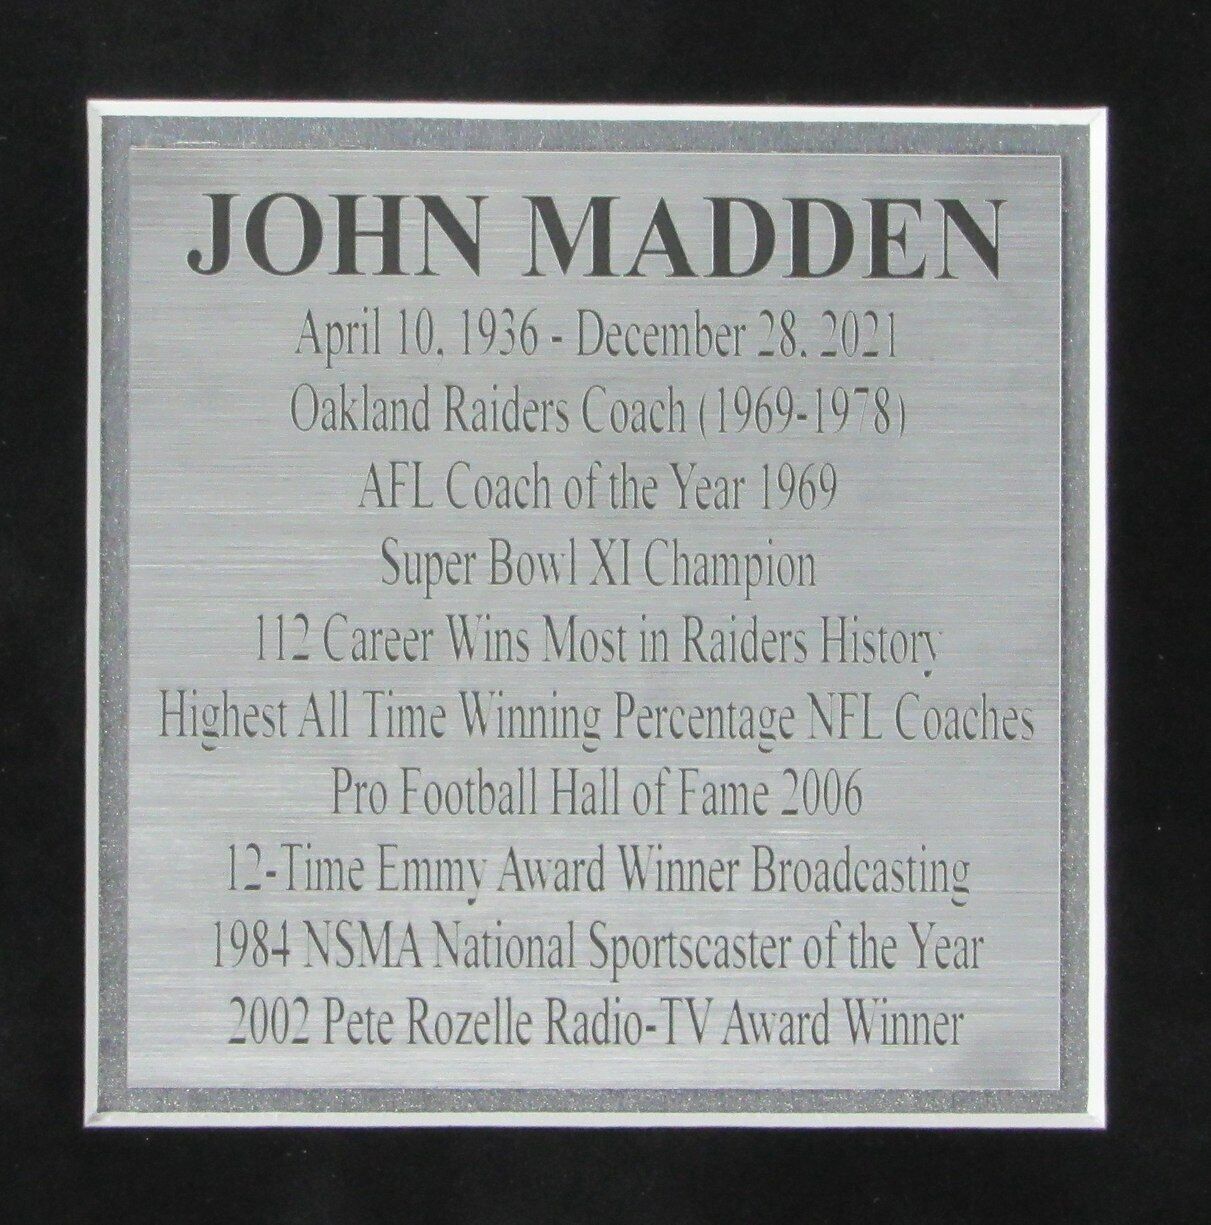 JOHN MADDEN
April 10, 1936 - December 28, 2021
Oakland Raiders Coach (1969-1978)
AFL Coach of the Year 1969
Super Bowl XI Champion
112 Career Wins Most in Raiders History
Highest All Time Winning Percentage NFL Coaches
Pro Football Hall of Fame 2006
12-Time Emmy Award Winner Broadcasting
1984 NSMA National Sportscaster of the Year
2002 Pete Rozelle Radio-TV Award Winner